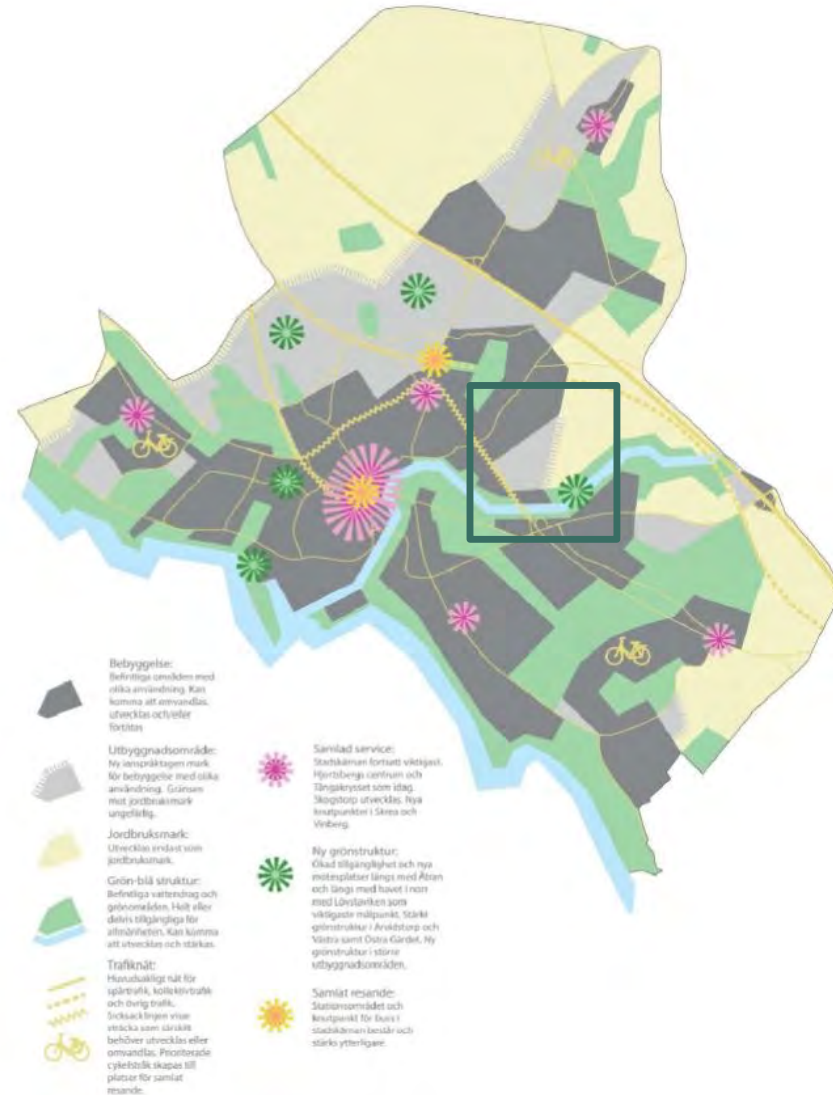 Bebyggelse:
Befintliga områden med
olika användning. Kan
komma att omvandlas,
utvecklas och/eller
förtätas
Utbyggnadsområde:
Ny ianspråktagen mark
för bebyggelse med olika
användning. Gränsen
mot jordbruksmark
ungefärlig.
Jordbruksmark:
Utvecklas endast som
jordbruksmark.
Grön-blå struktur:
Befintliga vattendrag och
grönområden. Helt eller
delvis tillgängliga för
allmänheten. Kan komma
att utvecklas och stärkas.
Trafiknät:
Huvudsakligt nät för
spårtrafik, kollektivtrafik
och övrig trafik.
Sicksacklinjen visar
sträcka som särskilt
behöver utvecklas eller
omvandlas. Prioriterade
cykelstråk skapas till
platser för samlat
resande.
Samlad service:
Stadskärnan fortsatt viktigast.
Hjortsbergs centrum och
Tångakrysset som idag.
Skogstorp utvecklas. Nya
knutpunkter i Skrea och
Vinberg.
Ny grönstruktur:
Ökad tillgänglighet och nya
mötesplatser längs med Ätran
och längs med havet i norr
med Lövstaviken som
viktigaste målpunkt. Stärkt
grönstruktur i Arvidstorp och
Västra samt Östra Gärdet. Ny
grönstruktur i större
utbyggnadsområden.
Samlat resande:
Stationsområdet och
knutpunkt för buss i
stadskärnan består och
stärks ytterligare.